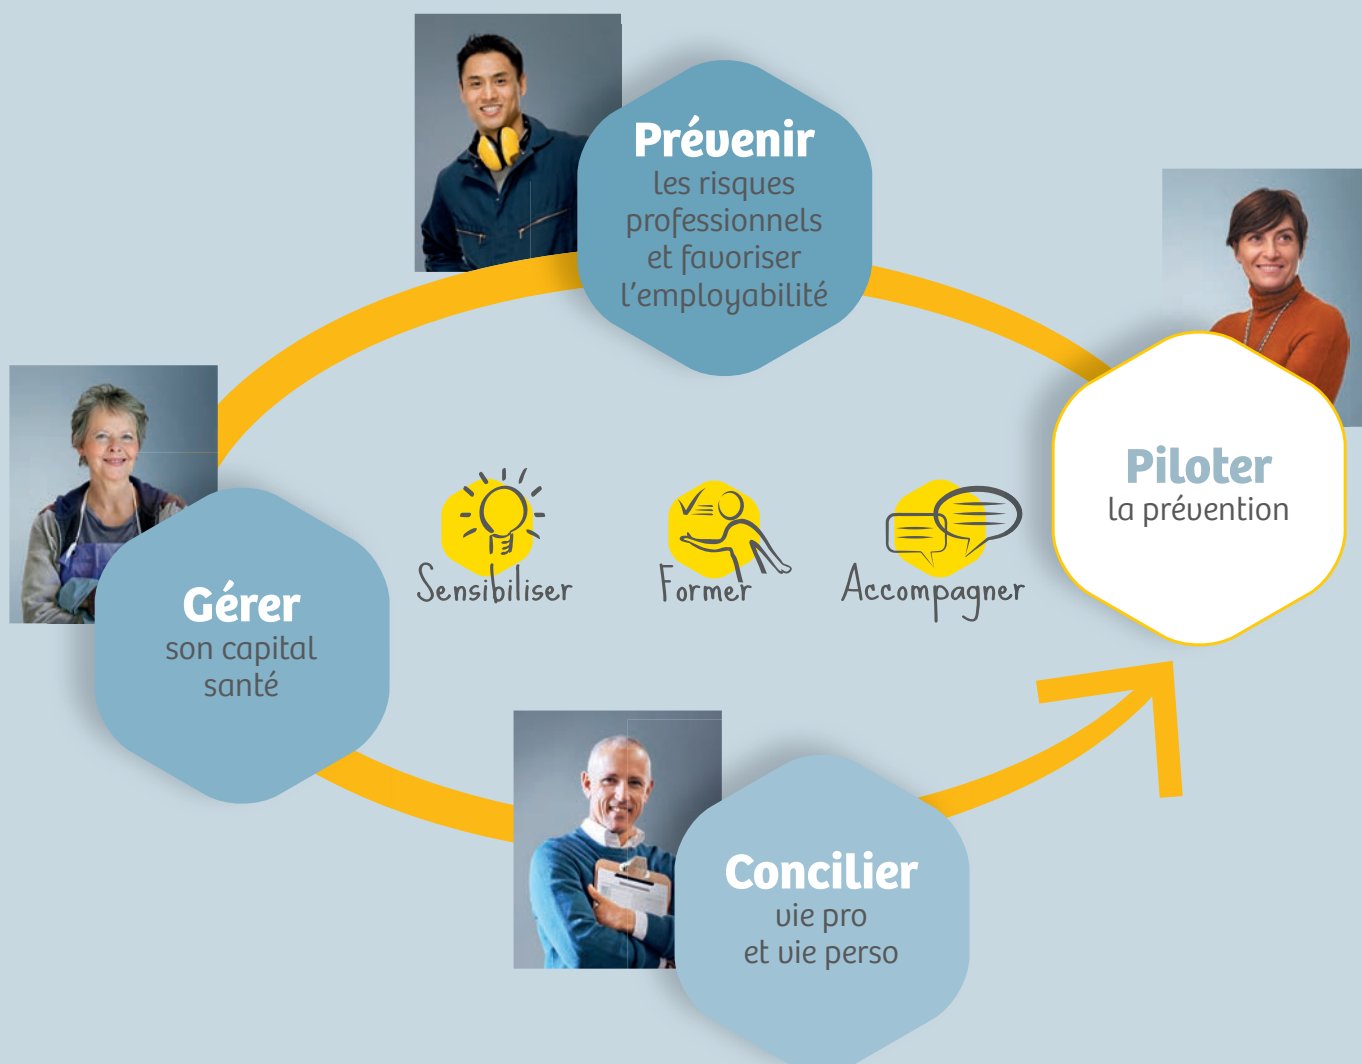 Prévenir
les risques
professionnels
et favoriser
l'employabilité
Piloter
la prévention
Sensibiliser
Former
Accompagner
Gérer
son capital
santé
Concilier
vie pro
et vie perso